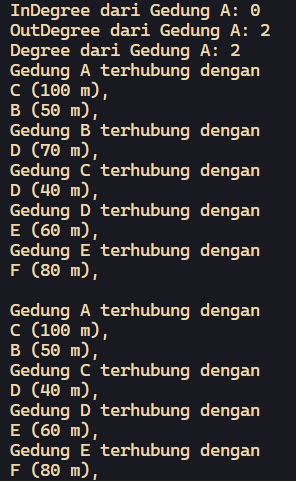 InDegree dari Gedung A: 0
OutDegree dari Gedung A: 2
Degree dari Gedung A: 2
Gedung A terhubung dengan
C (100 m),
B (50 m),
Gedung B terhubung dengan
D (70 m),
Gedung C terhubung dengan
D (40 m),
Gedung D terhubung dengan
E (60 m),
Gedung E terhubung dengan
F (80 m),

Gedung A terhubung dengan
C (100 m),
B (50 m),
Gedung C terhubung dengan
D (40 m),
Gedung D terhubung dengan
E (60 m),
Gedung E terhubung dengan
F (80 m),